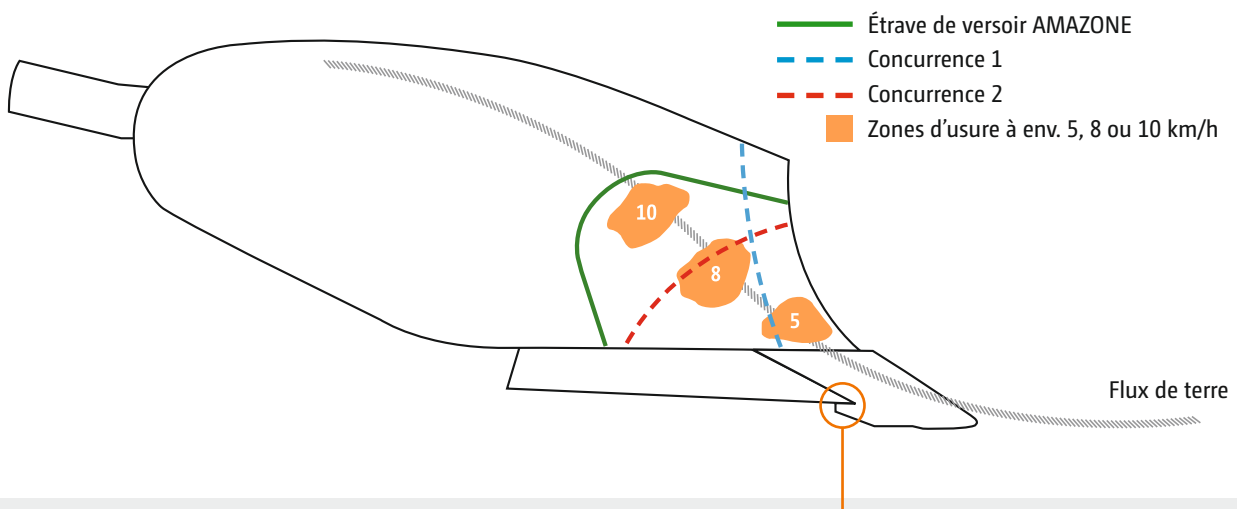 Étrave de versoir AMAZONE
Concurrence 1
Concurrence 2
Zones d'usure à env. 5, 8 ou 10 km/h
10
8
5
Flux de terre